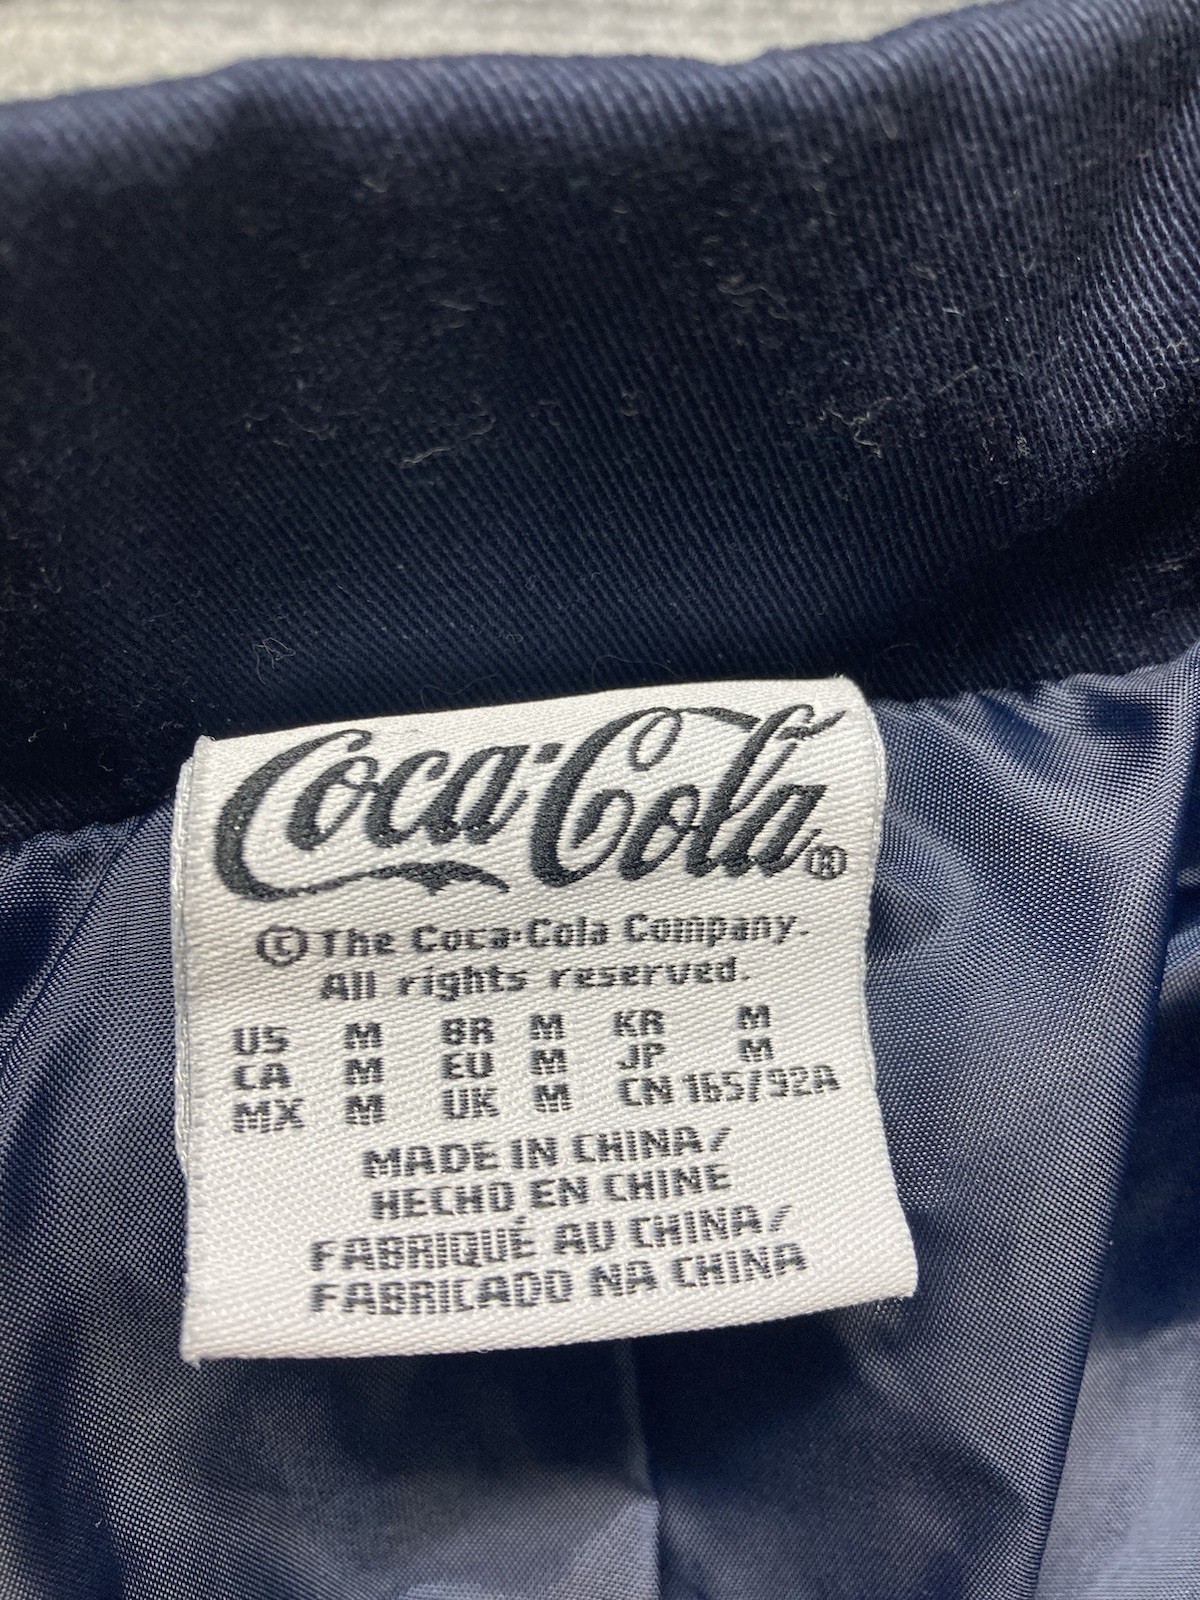 Coca-Cola®
© The Coca-Cola Company.
All rights reserved.
US M BR M KR M
CA M EU M JP M
MX M UK M CN 165/92A
MADE IN CHINA/
HECHO EN CHINE
FABRIQUÉ AU CHINA/
FABRICADO NA CHINA